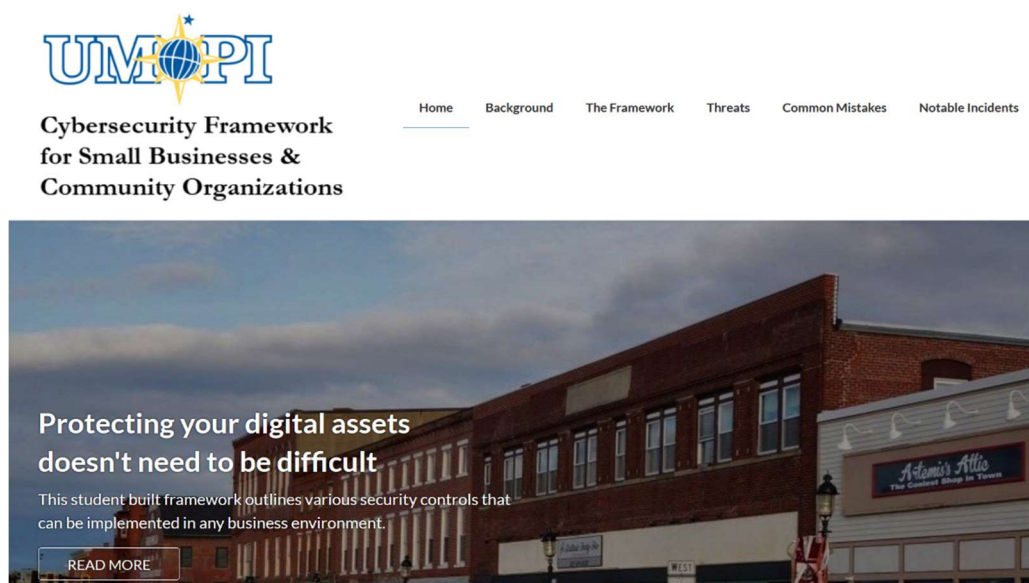 UMPI
Cybersecurity Framework
for Small Businesses &
Community Organizations
Home Background The Framework Threats Common Mistakes Notable Incidents
Protecting your digital assets
doesn't need to be difficult
This student built framework outlines various security controls that
can be implemented in any business environment.
READ MORE
Artemis's Attic
The Coolest Shop in Town
WEST